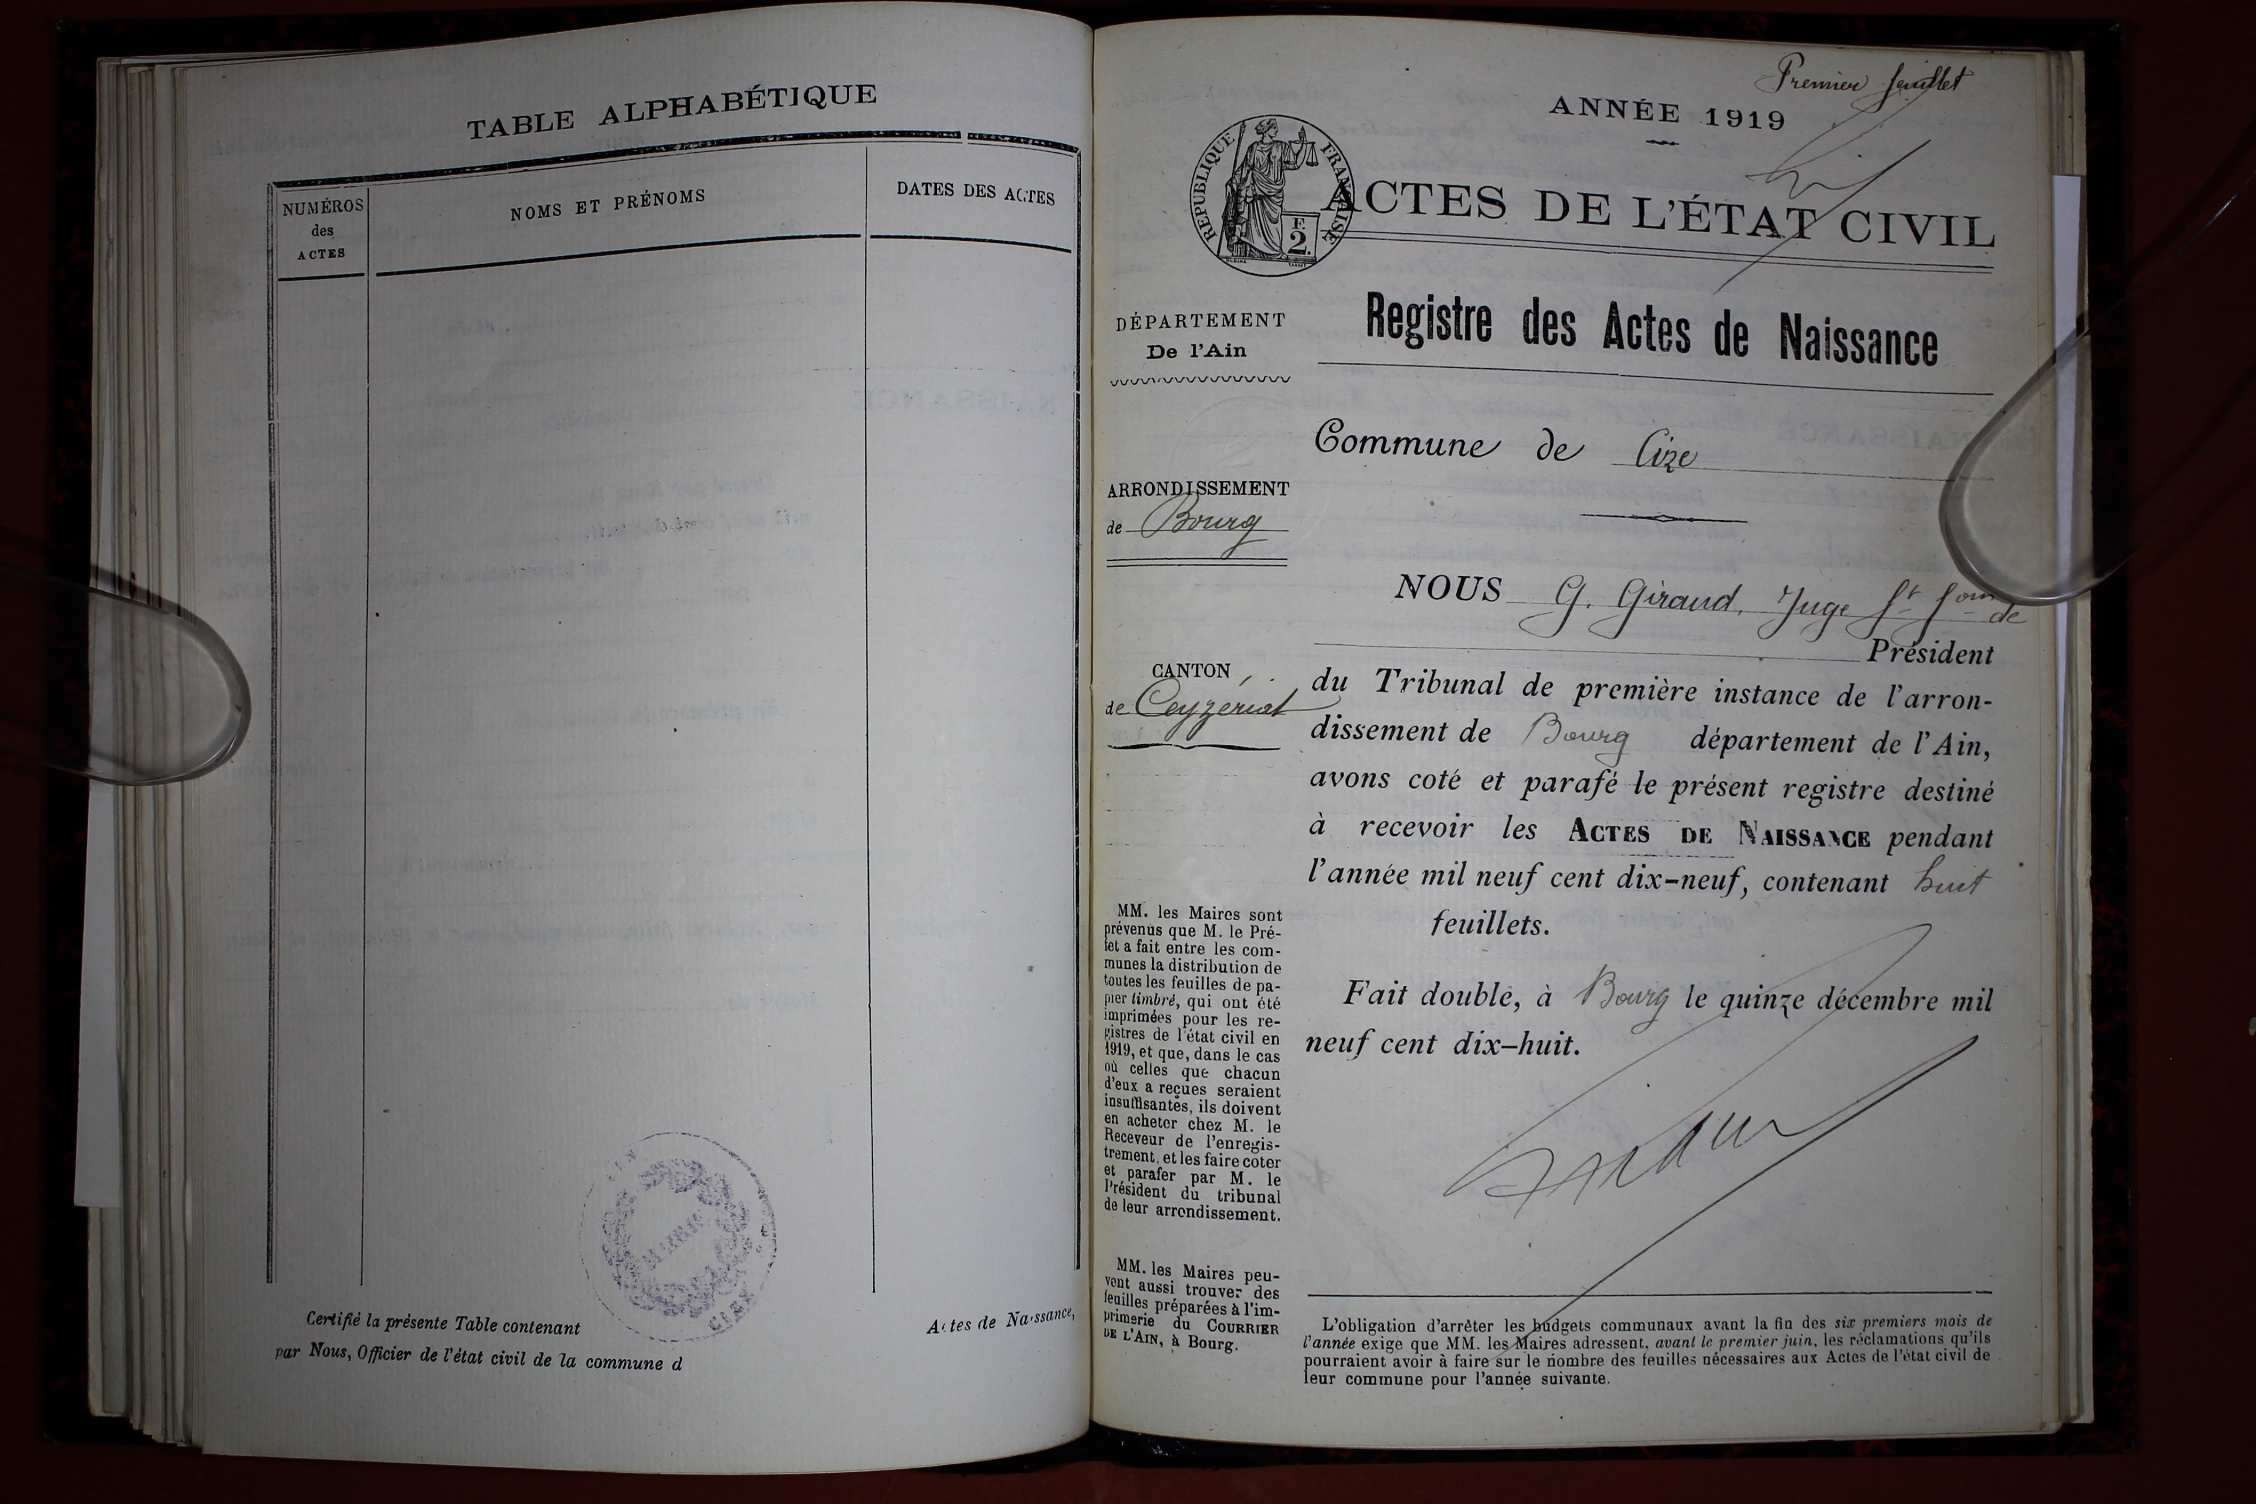 TABLE ALPHABÉTIQUE
NUMÉROS
des
ACTES
NOMS ET PRÉNOMS
DATES DES ACTES
MAIRIE
CIZE
Certifié la présente Table contenant
Actes de Naissance,
par Nous, Officier de l'état civil de la commune d
Premier feuillet
ANNÉE 1919
REPUBLIQUE FRANÇAISE
F.
2.
ACTES DE L'ÉTAT CIVIL
DÉPARTEMENT
De l'Ain
Registre des Actes de Naissance
Commune de Cize
ARRONDISSEMENT
de Bourg
CANTON
de Ceyzériat
NOUS G. Giraud, Juge
de
Président
du Tribunal de première instance de l'arron-
dissement de Bourg département de l'Ain,
avons coté et parafé le présent registre destiné
à recevoir les ACTES DE NAISSANCE pendant
l'année mil neuf cent dix-neuf, contenant huit
feuillets.
Fait double, à Bourg le quinze décembre mil
neuf cent dix-huit.
MM. les Maires sont
prévenus que M. le Pré-
fet a fait entre les com-
munes la distribution de
toutes les feuilles de pa-
pier timbré, qui ont été
imprimées pour les re-
gistres de l'état civil en
1919, et que, dans le cas
où celles que chacun
d'eux a reçues seraient
insuffisantes, ils doivent
en acheter chez M. le
Receveur de l'enregis-
trement, et les faire coter
et parafer par M. le
Président du tribunal
de leur arrondissement.
MM. les Maires peu-
vent aussi trouver des
feuilles préparées à l'im-
primerie du COURRIER
DE L'AIN, à Bourg.
L'obligation d'arrêter les budgets communaux avant la fin des six premiers mois de
l'année exige que MM. les Maires adressent, avant le premier juin, les réclamations qu'ils
pourraient avoir à faire sur le nombre des feuilles nécessaires aux Actes de l'état civil de
leur commune pour l'année suivante.